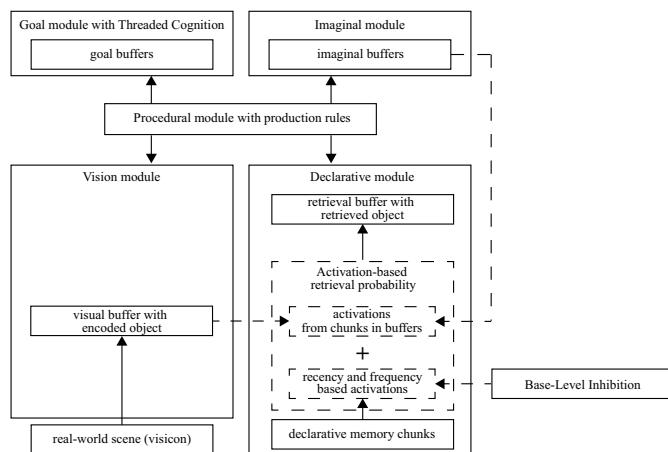 Goal module with Threaded Cognition
goal buffers
Imaginal module
imaginal buffers
Procedural module with production rules
Vision module
visual buffer with
encoded object
real-world scene (visicon)
Declarative module
retrieval buffer with
retrieved object
Activation-based
retrieval probability
activations
from chunks in buffers
+
recency and frequency
based activations
declarative memory chunks
Base-Level Inhibition